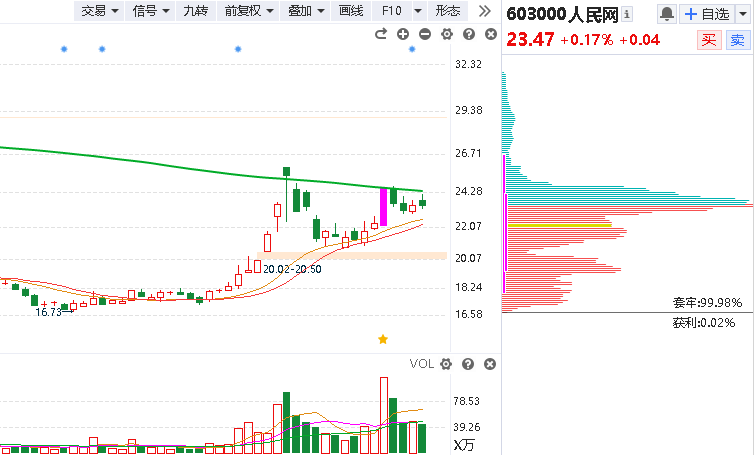 交易 信号 九转 前复权 叠加 画线 F10 形态
603000人民网 自选
23.47 +0.17% +0.04 买 卖
32.32
29.38
26.71
24.28
22.07
20.07
20.02-20.50
18.24
16.73
16.58
套牢:99.98%
获利:0.02%
VOL
78.53
39.26
X万